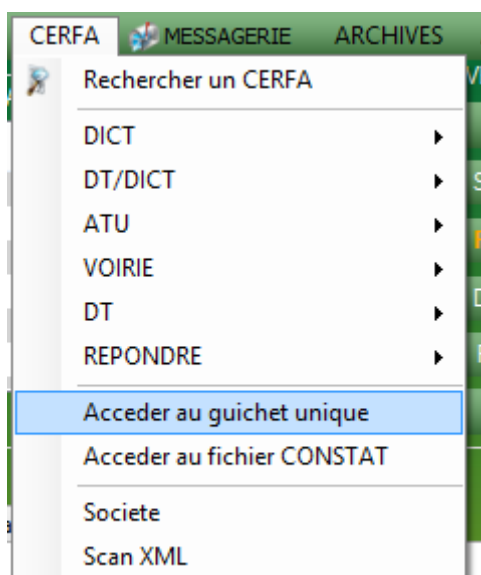 CERFA MESSAGERIE ARCHIVES
Rechercher un CERFA
DICT
DT/DICT
ATU
VOIRIE
DT
REPONDRE
Acceder au guichet unique
Acceder au fichier CONSTAT
Societe
Scan XML